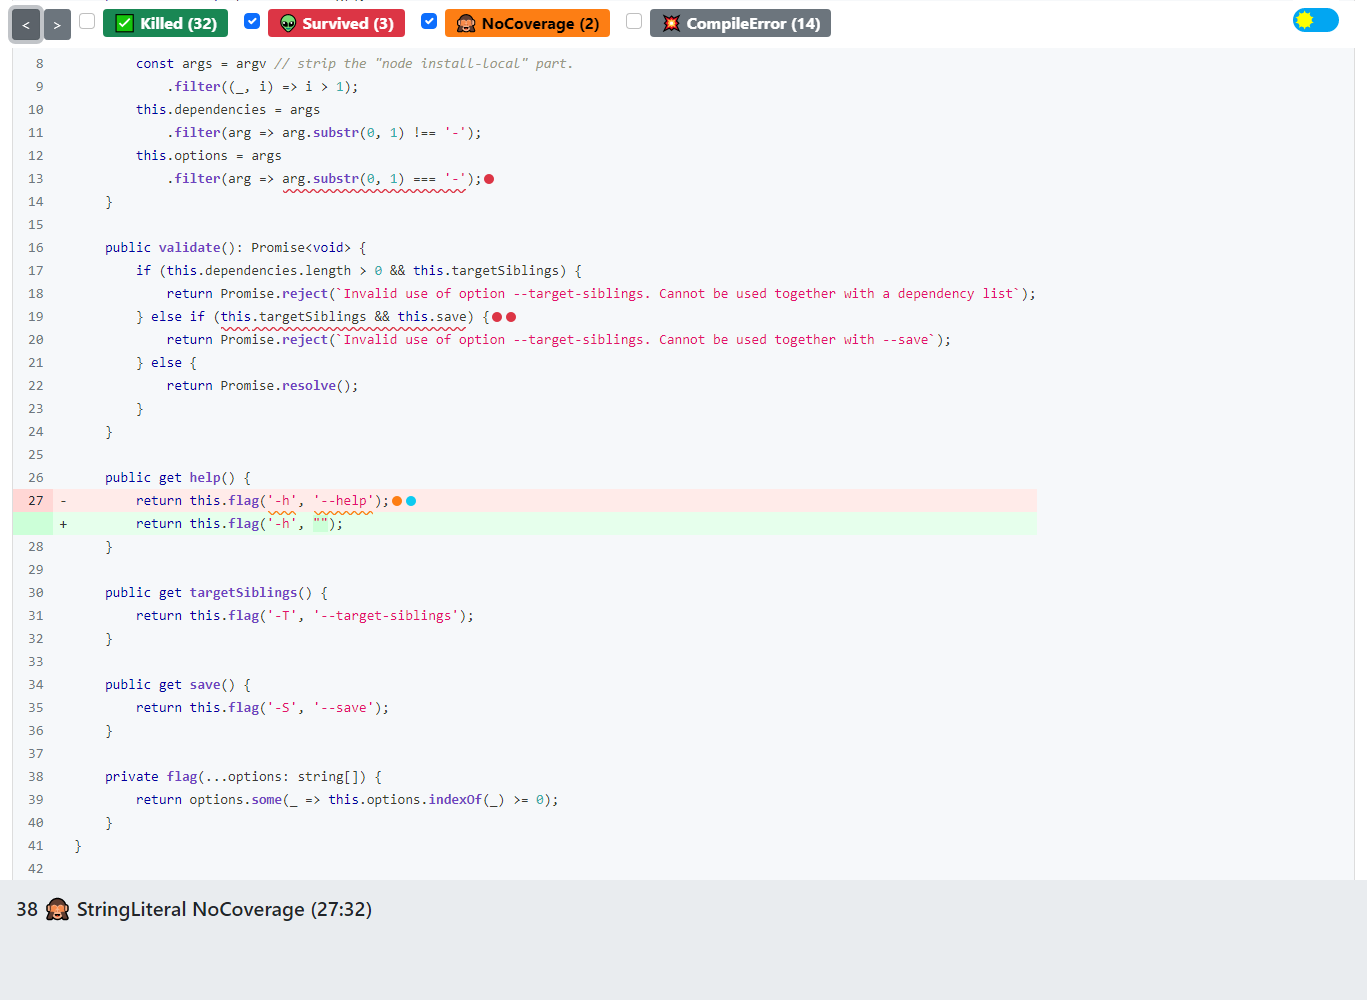 < > ✅ Killed (32) 👽 Survived (3) 🙈 NoCoverage (2) 💥 CompileError (14)
8 const args = argv // strip the "node install-local" part.
9 .filter((_, i) => i > 1);
10 this.dependencies = args
11 .filter(arg => arg.substr(0, 1) !== '-');
12 this.options = args
13 .filter(arg => arg.substr(0, 1) === '-');
14 }
15
16 public validate(): Promise<void> {
17 if (this.dependencies.length > 0 && this.targetSiblings) {
18 return Promise.reject(`Invalid use of option --target-siblings. Cannot be used together with a dependency list`);
19 } else if (this.targetSiblings && this.save) {
20 return Promise.reject(`Invalid use of option --target-siblings. Cannot be used together with --save`);
21 } else {
22 return Promise.resolve();
23 }
24 }
25
26 public get help() {
27 - return this.flag('-h', '--help');
+ return this.flag('-h', "");
28 }
29
30 public get targetSiblings() {
31 return this.flag('-T', '--target-siblings');
32 }
33
34 public get save() {
35 return this.flag('-S', '--save');
36 }
37
38 private flag(...options: string[]) {
39 return options.some(_ => this.options.indexOf(_) >= 0);
40 }
41 }
42
38 🙈 StringLiteral NoCoverage (27:32)